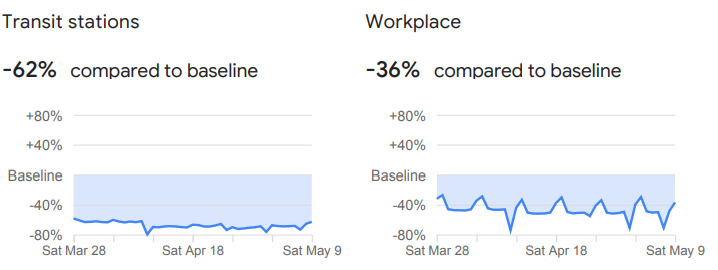 Transit stations
-62% compared to baseline
+80%
+40%
Baseline
-40%
-80%
Sat Mar 28 Sat Apr 18 Sat May 9
Workplace
-36% compared to baseline
+80%
+40%
Baseline
-40%
-80%
Sat Mar 28 Sat Apr 18 Sat May 9